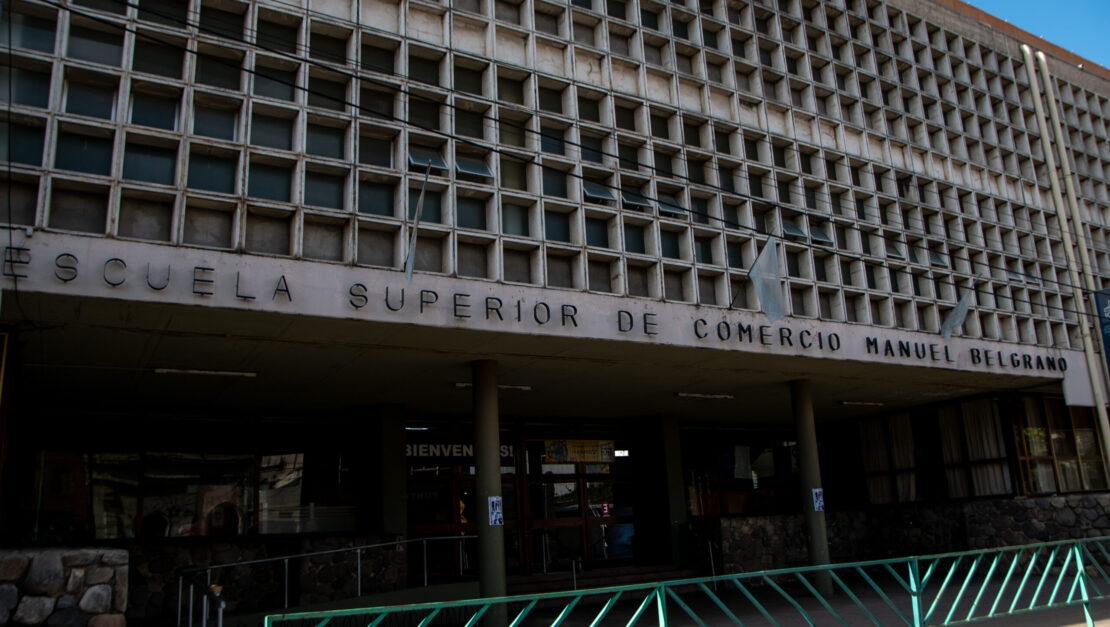 ESCUELA SUPERIOR DE COMERCIO MANUEL BELGRANO
BIENVENIDOS!